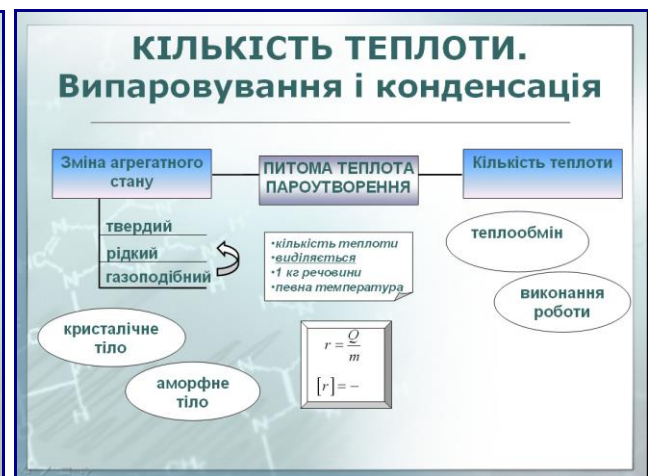 КІЛЬКІСТЬ ТЕПЛОТИ.
Випаровування і конденсація
Зміна агрегатного
стану
ПИТОМА ТЕПЛОТА
ПАРОУТВОРЕННЯ
Кількість теплоти
твердий
рідкий
газоподібний
•кількість теплоти
•виділяється
•1 кг речовини
•певна температура
теплообмін
виконання
роботи
кристалічне
тіло
аморфне
тіло
r = Q/m
[r] = −